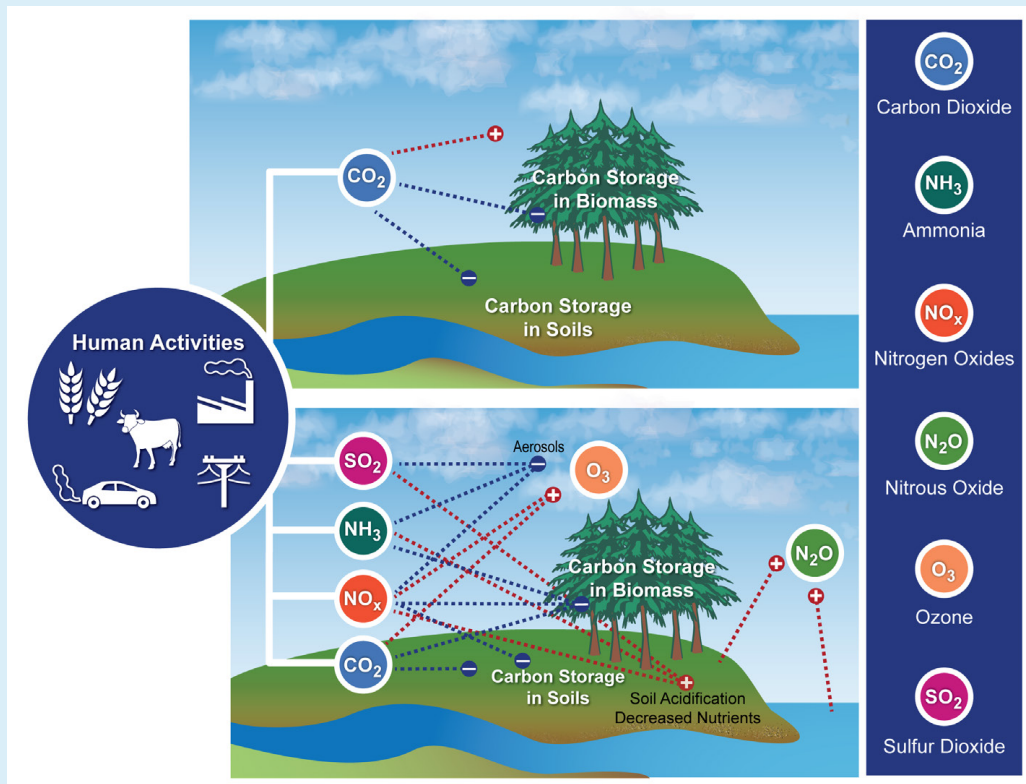 CO₂
Carbon Storage
in Biomass
Carbon Storage
in Soils
Human Activities
Aerosols
SO₂
O₃
NH₃
Carbon Storage
in Biomass
N₂O
NOₓ
CO₂
Carbon Storage
in Soils
Soil Acidification
Decreased Nutrients
CO₂
Carbon Dioxide
NH₃
Ammonia
NOₓ
Nitrogen Oxides
N₂O
Nitrous Oxide
O₃
Ozone
SO₂
Sulfur Dioxide